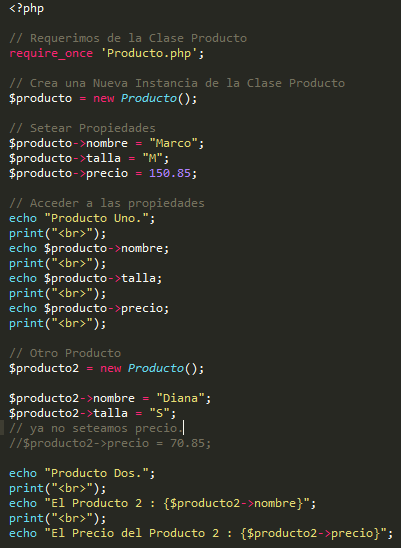 <?php
// Requerimos de la Clase Producto
require_once 'Producto.php';
// Crea una Nueva Instancia de la Clase Producto
$producto = new Producto();
// Setear Propiedades
$producto->nombre = "Marco";
$producto->talla = "M";
$producto->precio = 150.85;
// Acceder a las propiedades
echo "Producto Uno.";
print("<br>");
echo $producto->nombre;
print("<br>");
echo $producto->talla;
print("<br>");
echo $producto->precio;
print("<br>");
// Otro Producto
$producto2 = new Producto();
$producto2->nombre = "Diana";
$producto2->talla = "S";
// ya no seteamos precio.
//$producto2->precio = 70.85;
echo "Producto Dos.";
print("<br>");
echo "El Producto 2 : {$producto2->nombre}";
print("<br>");
echo "El Precio del Producto 2 : {$producto2->precio}";